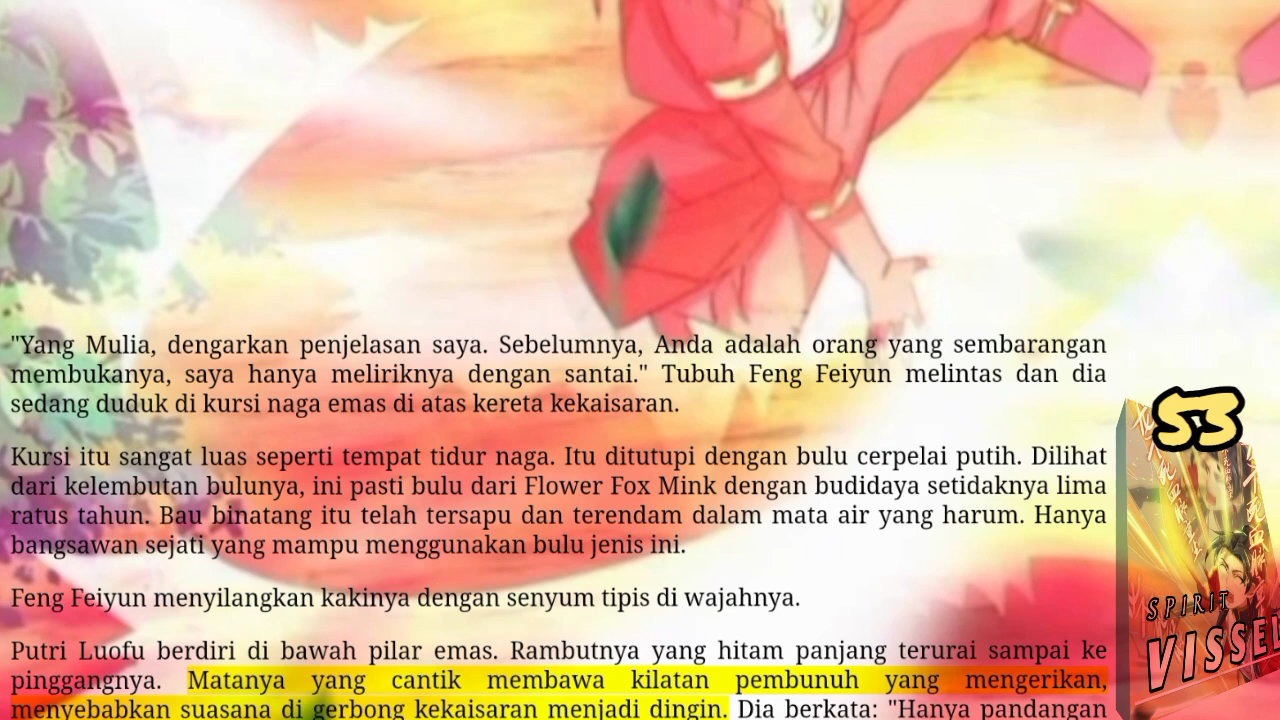 "Yang Mulia, dengarkan penjelasan saya. Sebelumnya, Anda adalah orang yang sembarangan
membukanya, saya hanya meliriknya dengan santai." Tubuh Feng Feiyun melintas dan dia
sedang duduk di kursi naga emas di atas kereta kekaisaran.
Kursi itu sangat luas seperti tempat tidur naga. Itu ditutupi dengan bulu cerpelai putih. Dilihat
dari kelembutan bulunya, ini pasti bulu dari Flower Fox Mink dengan budidaya setidaknya lima
ratus tahun. Bau binatang itu telah tersapu dan terendam dalam mata air yang harum. Hanya
bangsawan sejati yang mampu menggunakan bulu jenis ini.
Feng Feiyun menyilangkan kakinya dengan senyum tipis di wajahnya.
Putri Luofu berdiri di bawah pilar emas. Rambutnya yang hitam panjang terurai sampai ke
pinggangnya. Matanya yang cantik membawa kilatan pembunuh yang mengerikan,
menyebabkan suasana di gerbong kekaisaran menjadi dingin. Dia berkata: "Hanya pandangan
53
SPIRIT
VISSEL